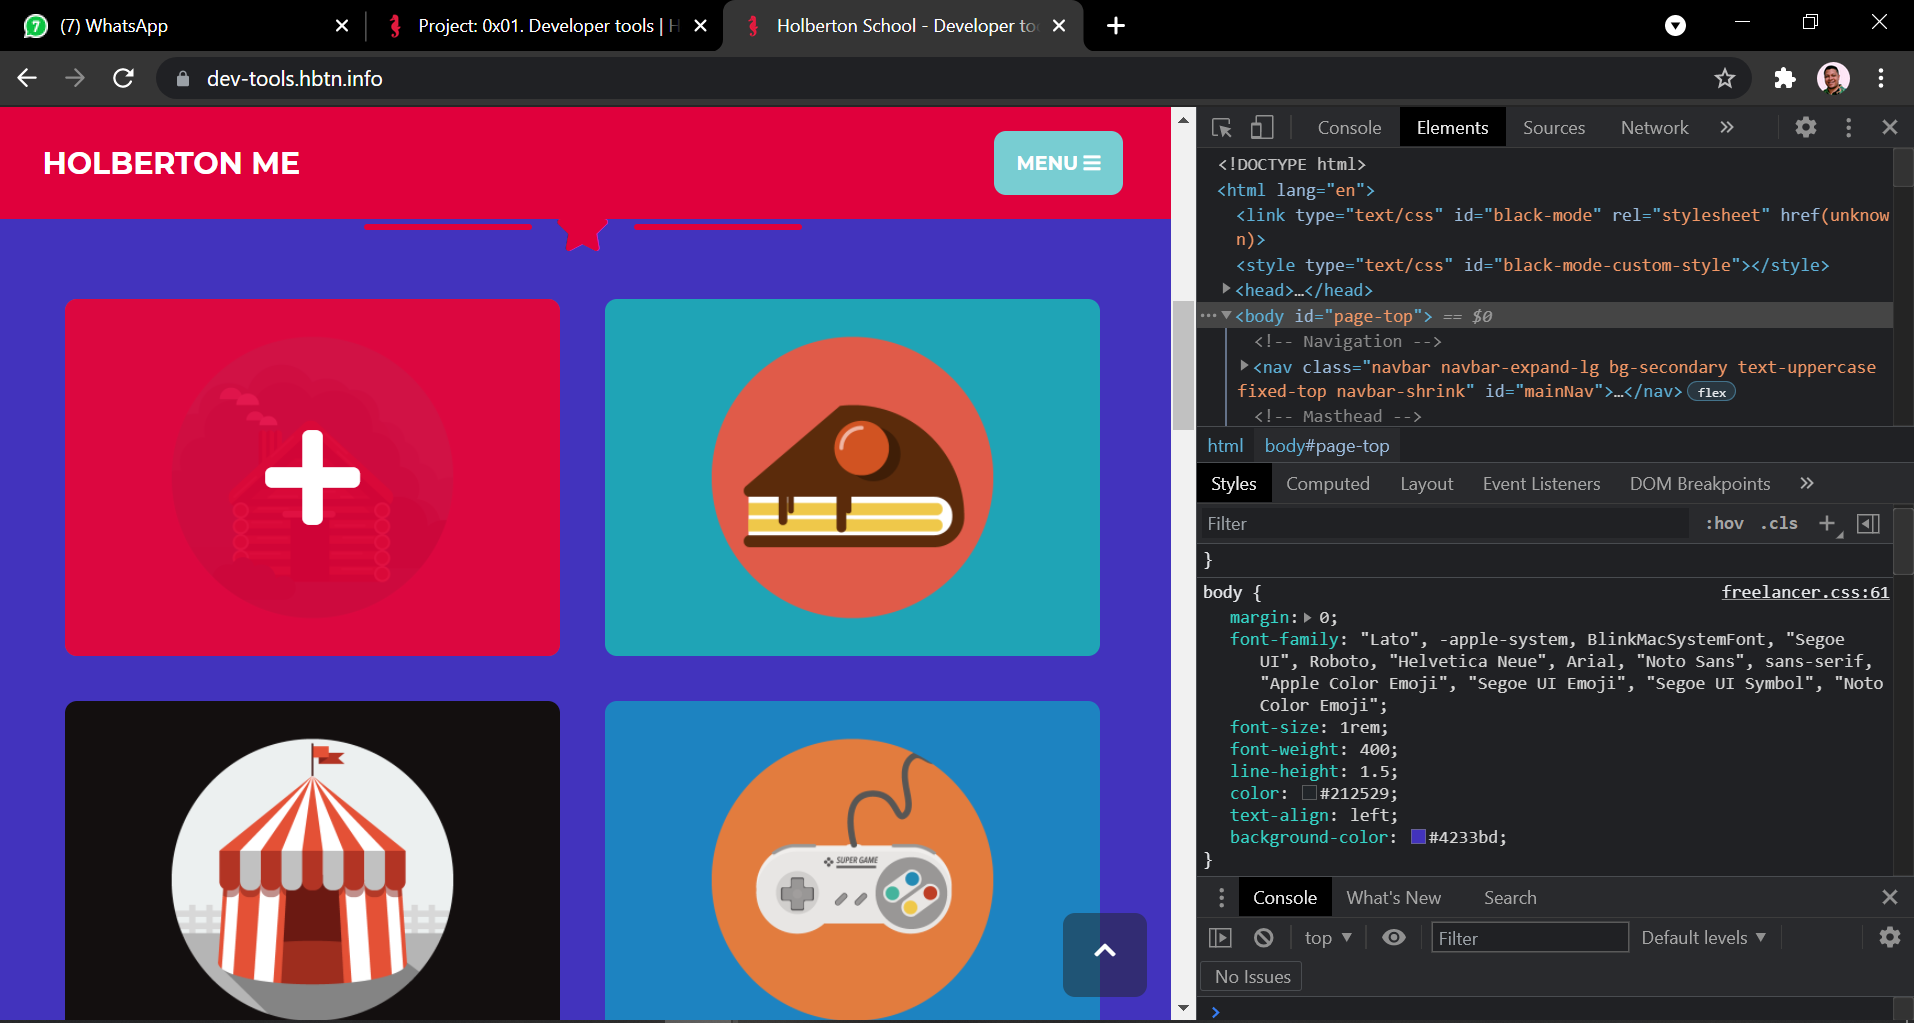 7 (7) WhatsApp
Project: 0x01. Developer tools | H
Holberton School - Developer too
dev-tools.hbtn.info
HOLBERTON ME
MENU
SUPER GAME
Console Elements Sources Network »
<!DOCTYPE html>
<html lang="en">
<link type="text/css" id="black-mode" rel="stylesheet" href(unknow
n)>
<style type="text/css" id="black-mode-custom-style"></style>
<head>…</head>
<body id="page-top"> == $0
<!-- Navigation -->
<nav class="navbar navbar-expand-lg bg-secondary text-uppercase
fixed-top navbar-shrink" id="mainNav">…</nav> flex
<!-- Masthead -->
html body#page-top
Styles Computed Layout Event Listeners DOM Breakpoints »
Filter :hov .cls +
}
body { freelancer.css:61
margin: 0;
font-family: "Lato", -apple-system, BlinkMacSystemFont, "Segoe
UI", Roboto, "Helvetica Neue", Arial, "Noto Sans", sans-serif,
"Apple Color Emoji", "Segoe UI Emoji", "Segoe UI Symbol", "Noto
Color Emoji";
font-size: 1rem;
font-weight: 400;
line-height: 1.5;
color: #212529;
text-align: left;
background-color: #4233bd;
}
Console What's New Search
top Filter Default levels
No Issues